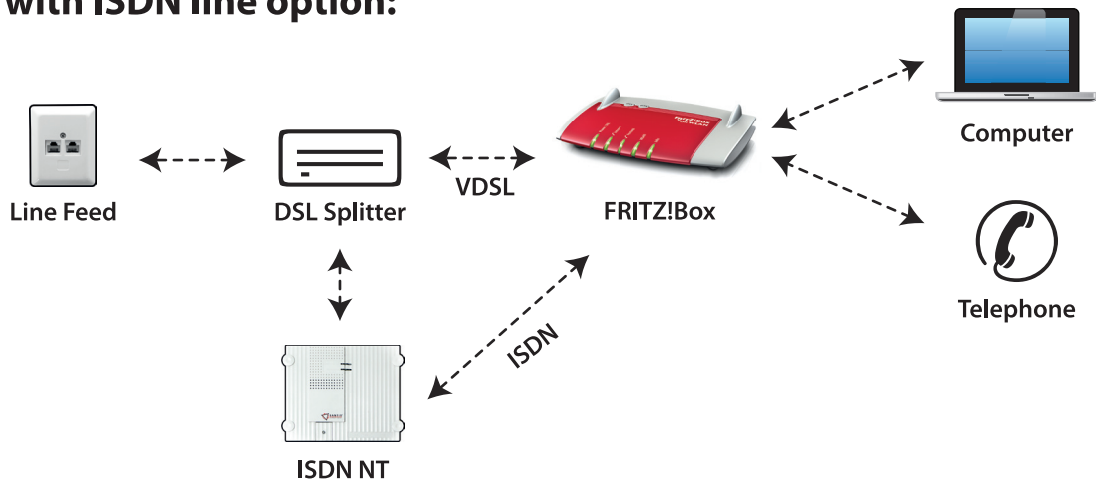 with ISDN line option:
Computer
Line Feed
DSL Splitter
VDSL
FRITZ!Box
Telephone
ISDN
ISDN NT